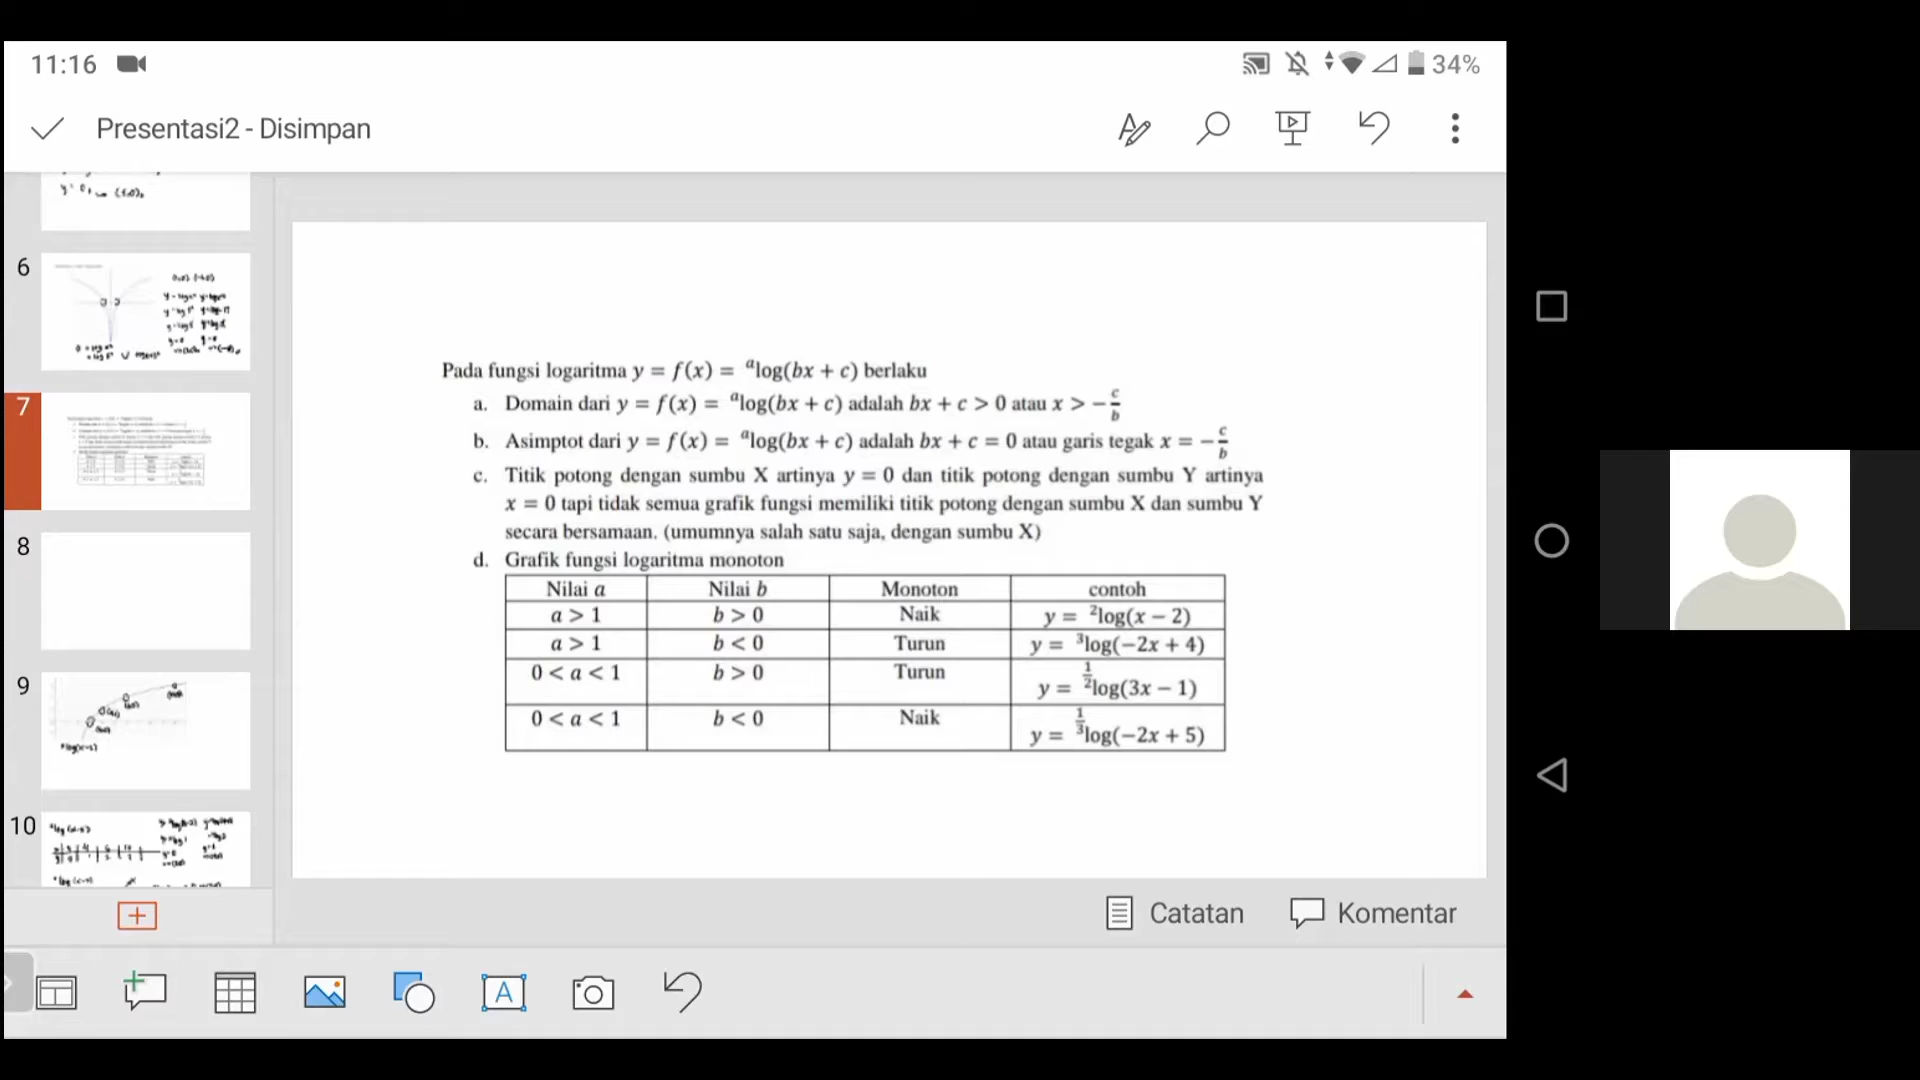 11:16
34%
Presentasi2 - Disimpan
6
7
8
9
10
Pada fungsi logaritma y = f(x) = ᵃlog(bx + c) berlaku
a. Domain dari y = f(x) = ᵃlog(bx + c) adalah bx + c > 0 atau x > −c/b
b. Asimptot dari y = f(x) = ᵃlog(bx + c) adalah bx + c = 0 atau garis tegak x = −c/b
c. Titik potong dengan sumbu X artinya y = 0 dan titik potong dengan sumbu Y artinya
x = 0 tapi tidak semua grafik fungsi memiliki titik potong dengan sumbu X dan sumbu Y
secara bersamaan. (umumnya salah satu saja, dengan sumbu X)
d. Grafik fungsi logaritma monoton
Nilai a Nilai b Monoton contoh
a > 1 b > 0 Naik y = ²log(x − 2)
a > 1 b < 0 Turun y = ³log(−2x + 4)
0 < a < 1 b > 0 Turun y = ¹/²log(3x − 1)
0 < a < 1 b < 0 Naik y = ¹/³log(−2x + 5)
Catatan
Komentar